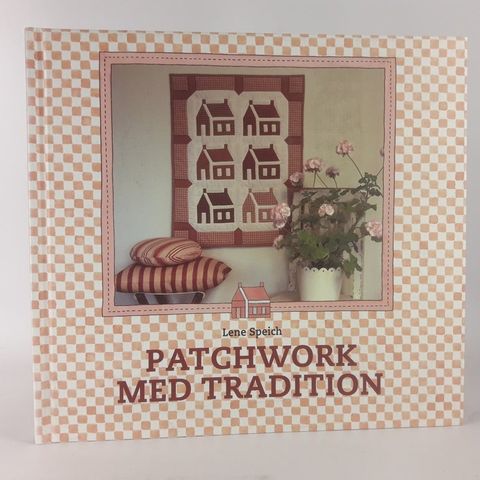 Lene Speich
PATCHWORK
MED TRADITION